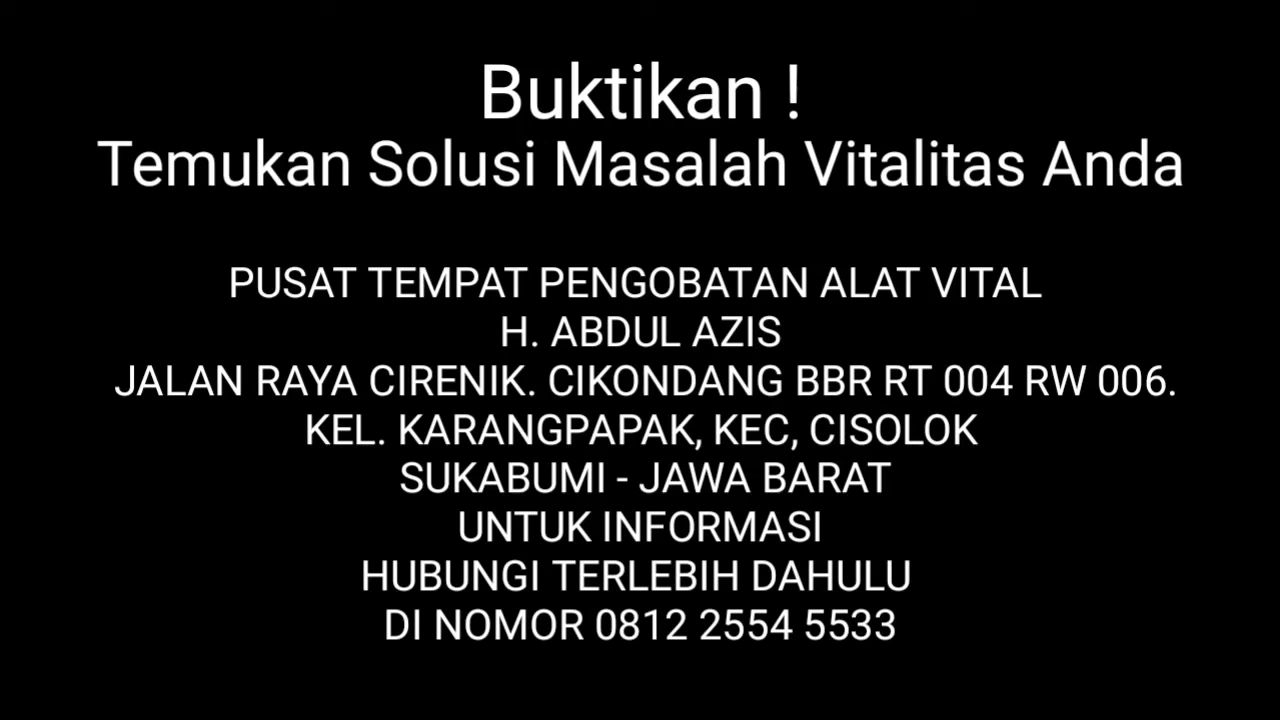 Buktikan !
Temukan Solusi Masalah Vitalitas Anda
PUSAT TEMPAT PENGOBATAN ALAT VITAL
H. ABDUL AZIS
JALAN RAYA CIRENIK. CIKONDANG BBR RT 004 RW 006.
KEL. KARANGPAPAK, KEC, CISOLOK
SUKABUMI - JAWA BARAT
UNTUK INFORMASI
HUBUNGI TERLEBIH DAHULU
DI NOMOR 0812 2554 5533